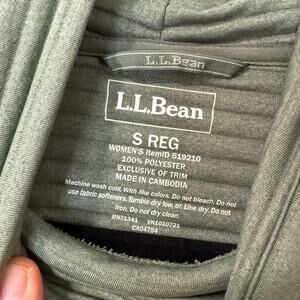 L.L.Bean
L.L.Bean
S REG
WOMEN'S ItemID 519210
100% POLYESTER
EXCLUSIVE OF TRIM
MADE IN CAMBODIA
Machine wash cold. With like colors. Do not bleach. Do not
use fabric softeners. Tumble dry low, or. Line dry. Do not
iron. Do not dry clean.
RN71341 VN1010721
CA04754